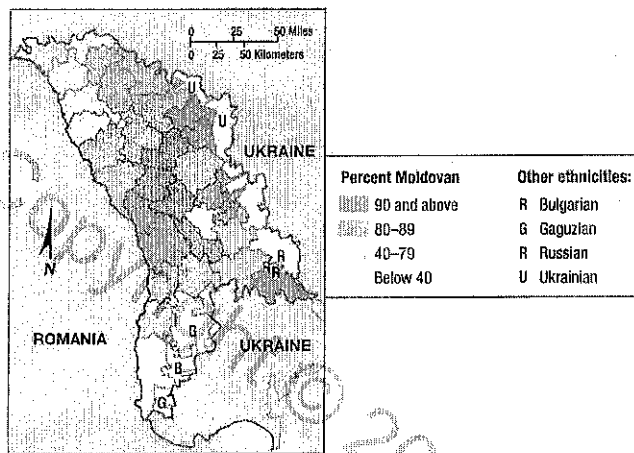 0 25 50 Miles
0 25 50 Kilometers
U
U
UKRAINE
N
R
R
ROMANIA
G
UKRAINE
B
G
Percent Moldovan
90 and above
80–89
40–79
Below 40
Other ethnicities:
R Bulgarian
G Gaguzian
R Russian
U Ukrainian
Copyright ©